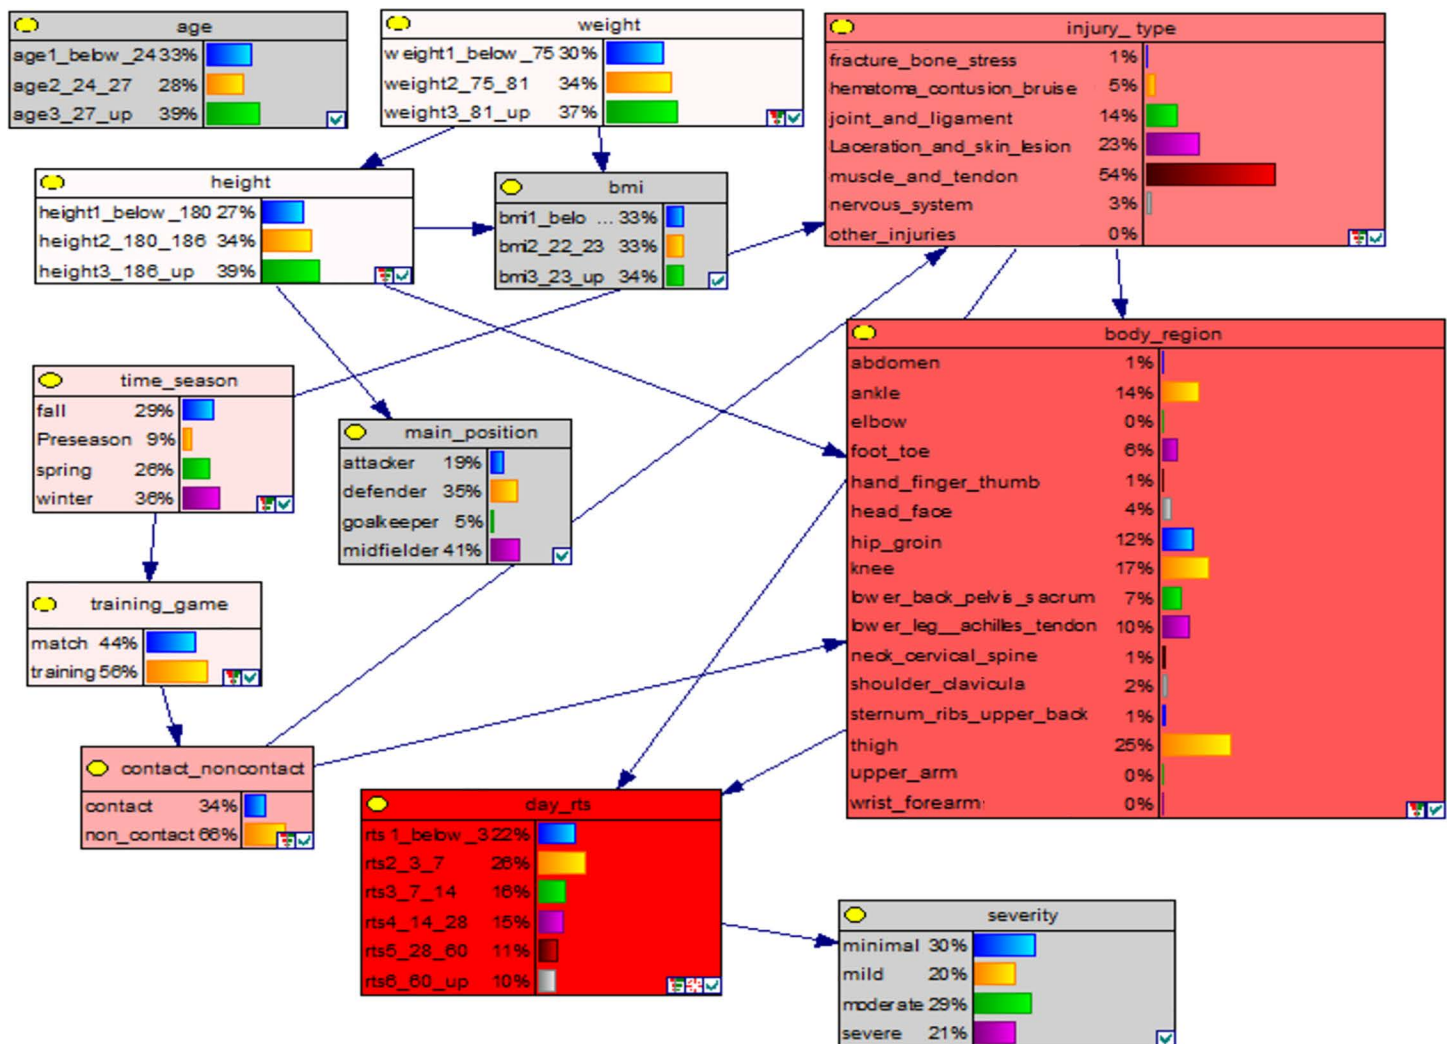 age
age1_below_24 33%
age2_24_27 28%
age3_27_up 39%
weight
weight1_below_75 30%
weight2_75_81 34%
weight3_81_up 37%
injury_ type
fracture_bone_stress 1%
hematoma_contusion_bruise 5%
joint_and_ligament 14%
Laceration_and_skin_lesion 23%
muscle_and_tendon 54%
nervous_system 3%
other_injuries 0%
height
height1_below_180 27%
height2_180_186 34%
height3_186_up 39%
bmi
bmi1_belo ... 33%
bmi2_22_23 33%
bmi3_23_up 34%
time_season
fall 29%
Preseason 9%
spring 26%
winter 36%
main_position
attacker 19%
defender 35%
goalkeeper 5%
midfielder 41%
body_region
abdomen 1%
ankle 14%
elbow 0%
foot_toe 6%
hand_finger_thumb 1%
head_face 4%
hip_groin 12%
knee 17%
lower_back_pelvis_sacrum 7%
lower_leg__achilles_tendon 10%
neck_cervical_spine 1%
shoulder_clavicula 2%
sternum_ribs_upper_back 1%
thigh 25%
upper_arm 0%
wrist_forearm 0%
training_game
match 44%
training 56%
contact_noncontact
contact 34%
non_contact 66%
day_rts
rts1_below_3 22%
rts2_3_7 26%
rts3_7_14 16%
rts4_14_28 15%
rts5_28_60 11%
rts6_60_up 10%
severity
minimal 30%
mild 20%
moderate 29%
severe 21%